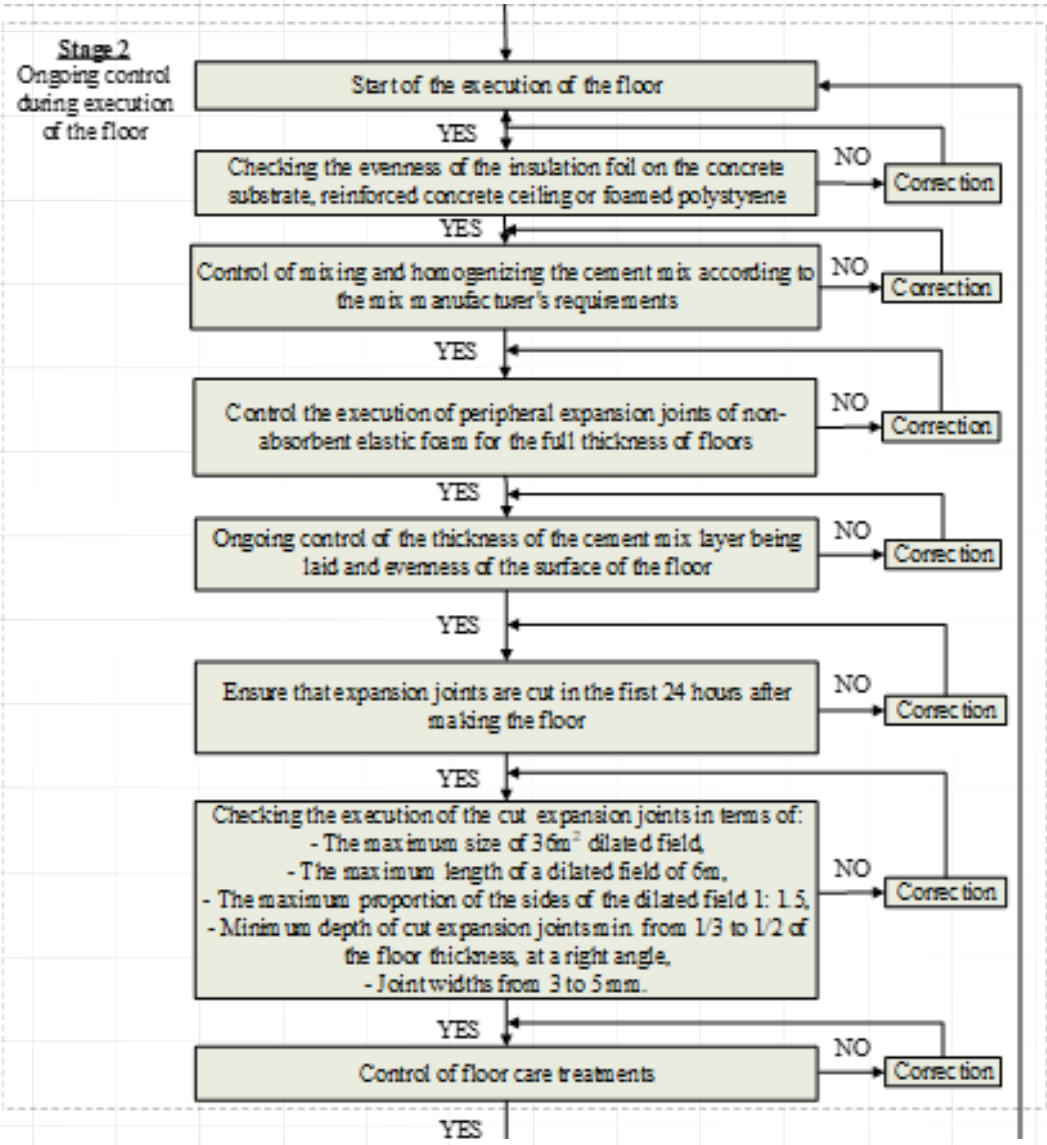 Stage 2
Ongoing control
during execution
of the floor
Start of the execution of the floor
YES
Checking the evenness of the insulation foil on the concrete
substrate, reinforced concrete ceiling or foamed polystyrene
NO
Correction
YES
Control of mixing and homogenizing the cement mix according to
the mix manufacturer's requirements
NO
Correction
YES
Control the execution of peripheral expansion joints of non-
absorbent elastic foam for the full thickness of floors
NO
Correction
YES
Ongoing control of the thickness of the cement mix layer being
laid and evenness of the surface of the floor
NO
Correction
YES
Ensure that expansion joints are cut in the first 24 hours after
making the floor
NO
Correction
YES
Checking the execution of the cut expansion joints in terms of:
- The maximum size of 36m² dilated field,
- The maximum length of a dilated field of 6m,
- The maximum proportion of the sides of the dilated field 1: 1.5,
- Minimum depth of cut expansion joints min. from 1/3 to 1/2 of
the floor thickness, at a right angle,
- Joint widths from 3 to 5mm.
NO
Correction
YES
Control of floor care treatments
NO
Correction
YES